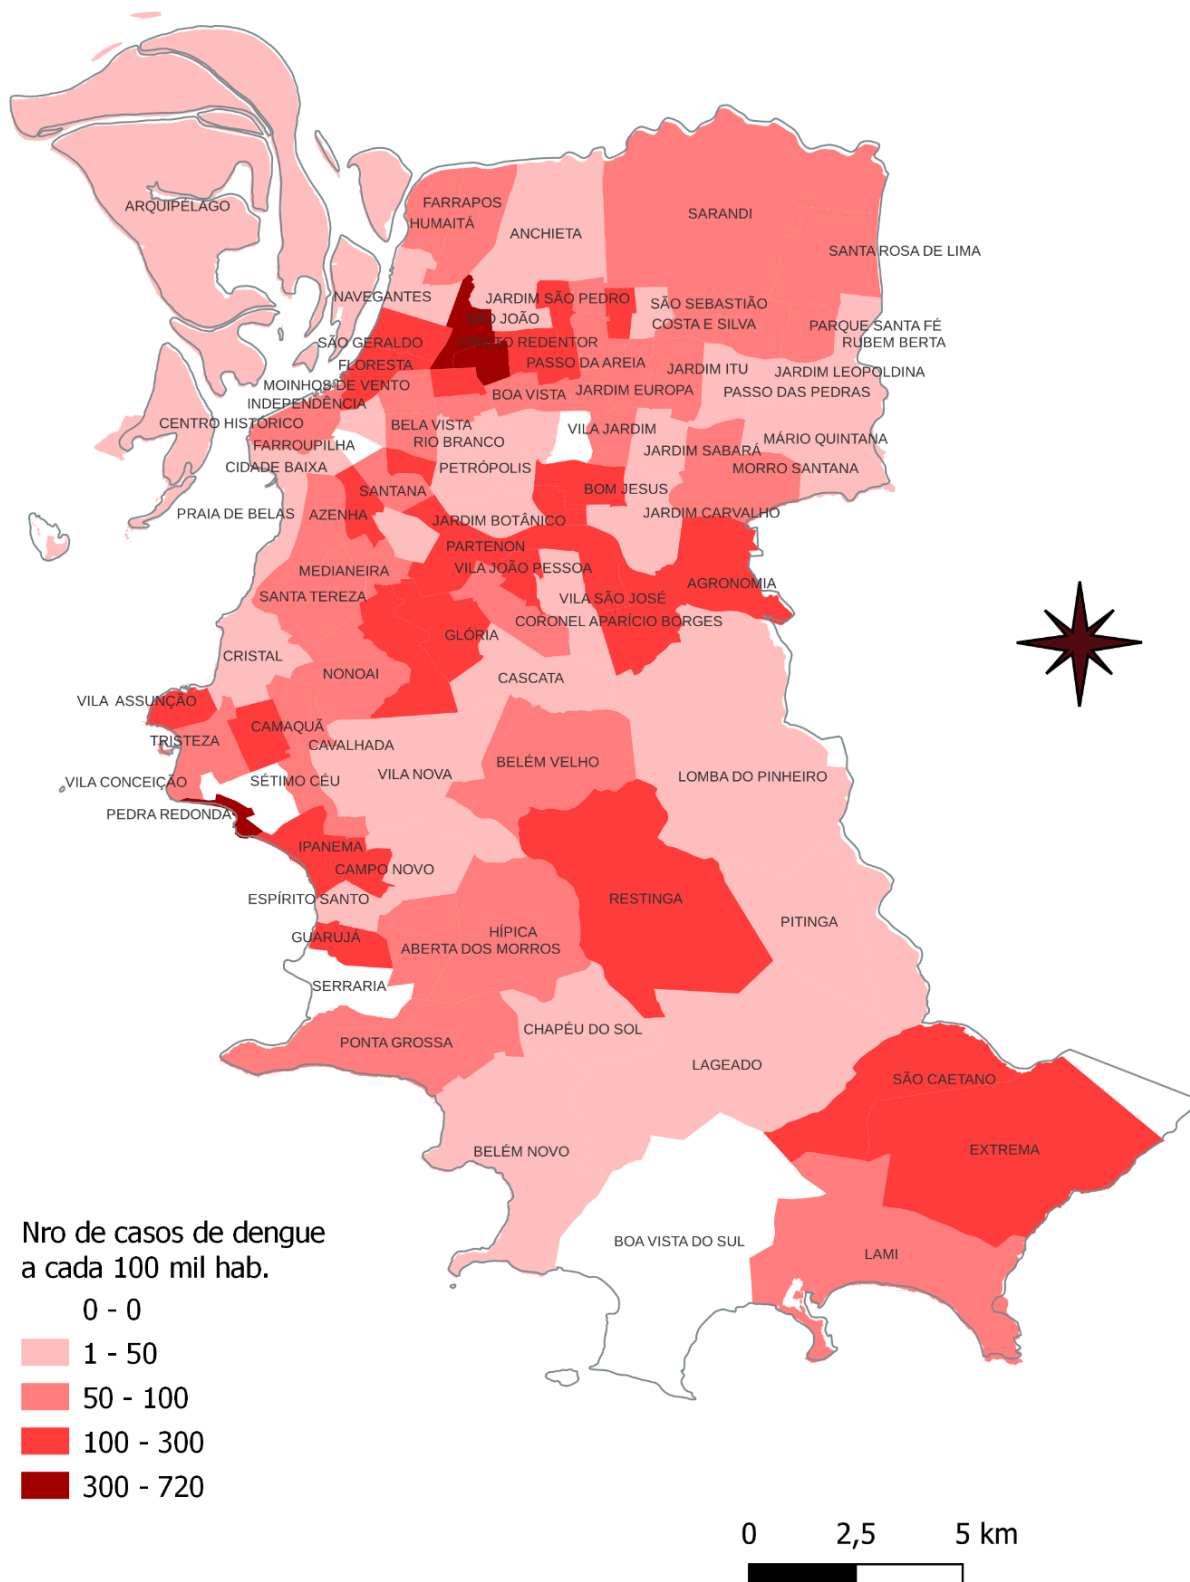 ARQUIPÉLAGO
FARRAPOS
HUMAITÁ
ANCHIETA
SARANDI
SANTA ROSA DE LIMA
NAVEGANTES
JARDIM SÃO PEDRO
SÃO SEBASTIÃO
SÃO JOÃO
COSTA E SILVA
PARQUE SANTA FÉ
SÃO GERALDO
CRISTO REDENTOR
RUBEM BERTA
FLORESTA
PASSO DA AREIA
JARDIM ITU
JARDIM LEOPOLDINA
MOINHOS DE VENTO
BOA VISTA
JARDIM EUROPA
PASSO DAS PEDRAS
INDEPENDÊNCIA
CENTRO HISTÓRICO
BELA VISTA
VILA JARDIM
FARROUPILHA
RIO BRANCO
JARDIM SABARÁ
MÁRIO QUINTANA
CIDADE BAIXA
PETRÓPOLIS
MORRO SANTANA
SANTANA
BOM JESUS
PRAIA DE BELAS
AZENHA
JARDIM BOTÂNICO
JARDIM CARVALHO
PARTENON
MEDIANEIRA
VILA JOÃO PESSOA
AGRONOMIA
SANTA TEREZA
VILA SÃO JOSÉ
GLÓRIA
CORONEL APARÍCIO BORGES
CRISTAL
NONOAI
CASCATA
VILA  ASSUNÇÃO
CAMAQUÃ
TRISTEZA
CAVALHADA
BELÉM VELHO
VILA CONCEIÇÃO
SÉTIMO CÉU
VILA NOVA
LOMBA DO PINHEIRO
PEDRA REDONDA
IPANEMA
CAMPO NOVO
ESPÍRITO SANTO
RESTINGA
PITINGA
GUARUJÁ
HÍPICA
ABERTA DOS MORROS
SERRARIA
PONTA GROSSA
CHAPÉU DO SOL
LAGEADO
SÃO CAETANO
BELÉM NOVO
EXTREMA
BOA VISTA DO SUL
LAMI
Nro de casos de dengue
a cada 100 mil hab.
0 - 0
1 - 50
50 - 100
100 - 300
300 - 720
0 2,5 5 km